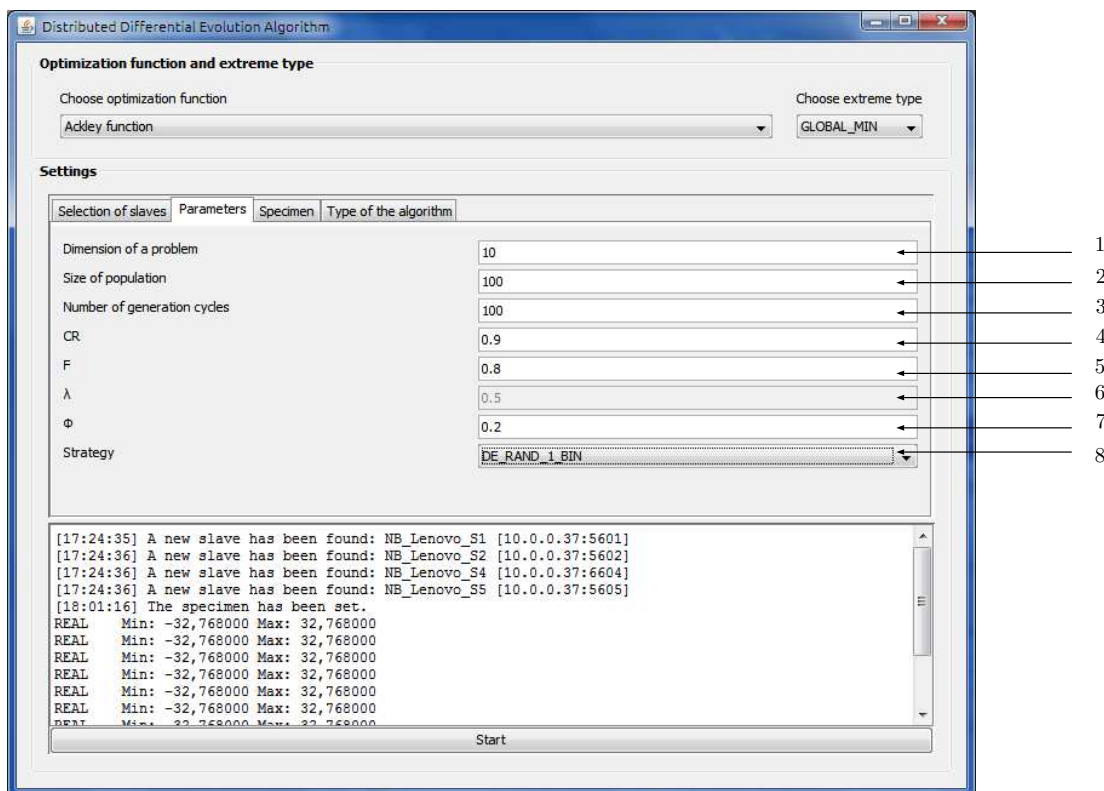 Distributed Differential Evolution Algorithm
Optimization function and extreme type
Choose optimization function Choose extreme type
Ackley function GLOBAL_MIN
Settings
Selection of slaves Parameters Specimen Type of the algorithm
Dimension of a problem 10 1
Size of population 100 2
Number of generation cycles 100 3
CR 0.9 4
F 0.8 5
λ 0.5 6
Φ 0.2 7
Strategy DE_RAND_1_BIN 8
[17:24:35] A new slave has been found: NB_Lenovo_S1 [10.0.0.37:5601]
[17:24:36] A new slave has been found: NB_Lenovo_S2 [10.0.0.37:5602]
[17:24:36] A new slave has been found: NB_Lenovo_S4 [10.0.0.37:6604]
[17:24:36] A new slave has been found: NB_Lenovo_S5 [10.0.0.37:5605]
[18:01:16] The specimen has been set.
REAL Min: -32,768000 Max: 32,768000
REAL Min: -32,768000 Max: 32,768000
REAL Min: -32,768000 Max: 32,768000
REAL Min: -32,768000 Max: 32,768000
REAL Min: -32,768000 Max: 32,768000
REAL Min: -32,768000 Max: 32,768000
REAL Min: -32,768000 Max: 32,768000
Start